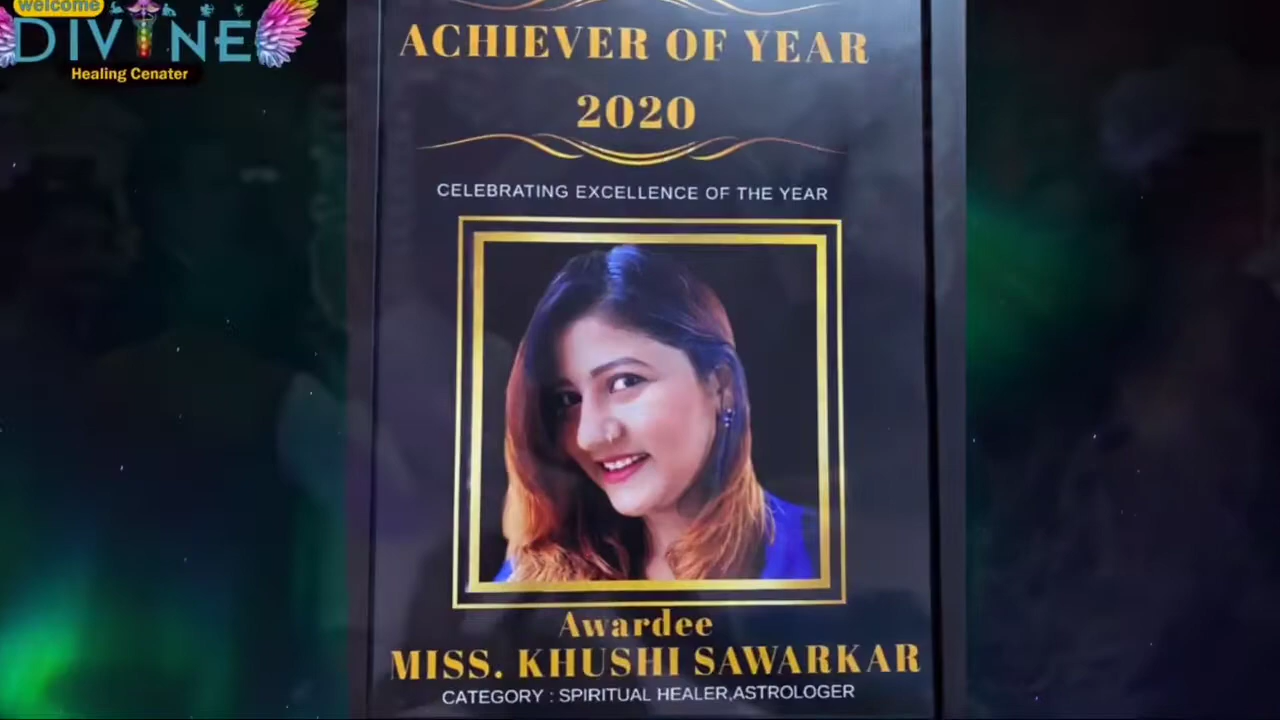 welcome
DIVINE
Healing Cenater
ACHIEVER OF YEAR
2020
CELEBRATING EXCELLENCE OF THE YEAR
Awardee
MISS. KHUSHI SAWARKAR
CATEGORY : SPIRITUAL HEALER,ASTROLOGER